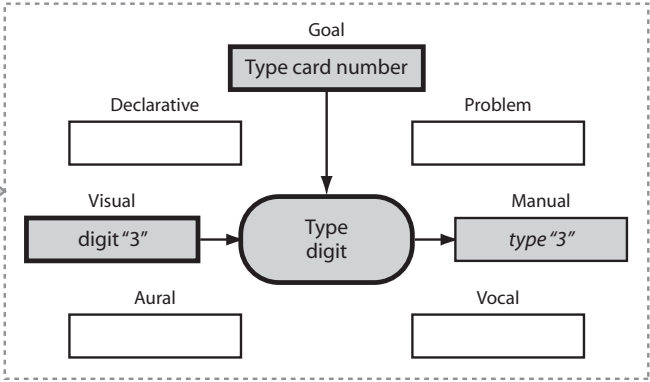 Goal
Type card number
Declarative
Problem
Visual
Manual
digit “3”
Type
digit
type “3”
Aural
Vocal